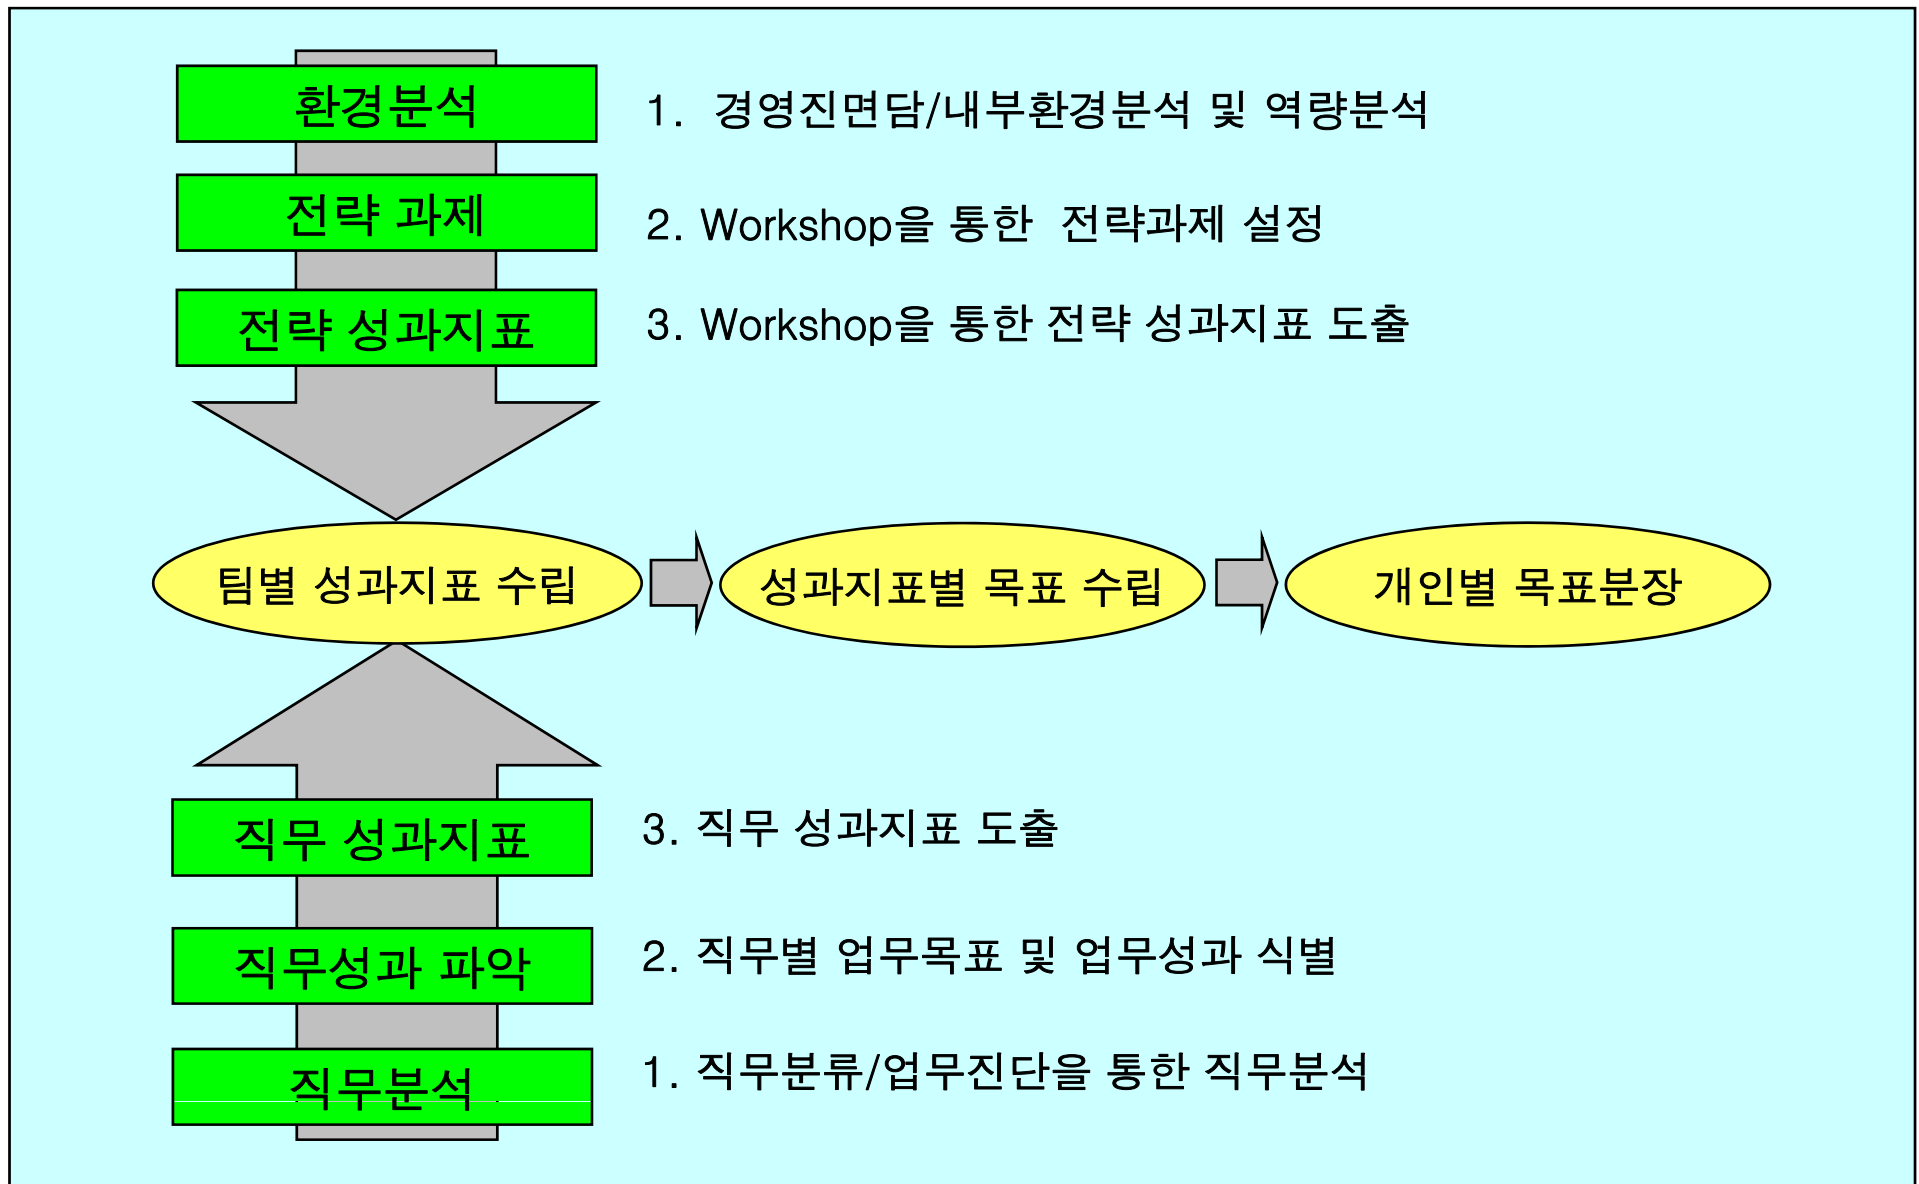 환경분석
1. 경영진면담/내부환경분석 및 역량분석
전략 과제
2. Workshop을 통한 전략과제 설정
전략 성과지표
3. Workshop을 통한 전략 성과지표 도출
팀별 성과지표 수립
성과지표별 목표 수립
개인별 목표분장
직무 성과지표
3. 직무 성과지표 도출
직무성과 파악
2. 직무별 업무목표 및 업무성과 식별
직무분석
1. 직무분류/업무진단을 통한 직무분석